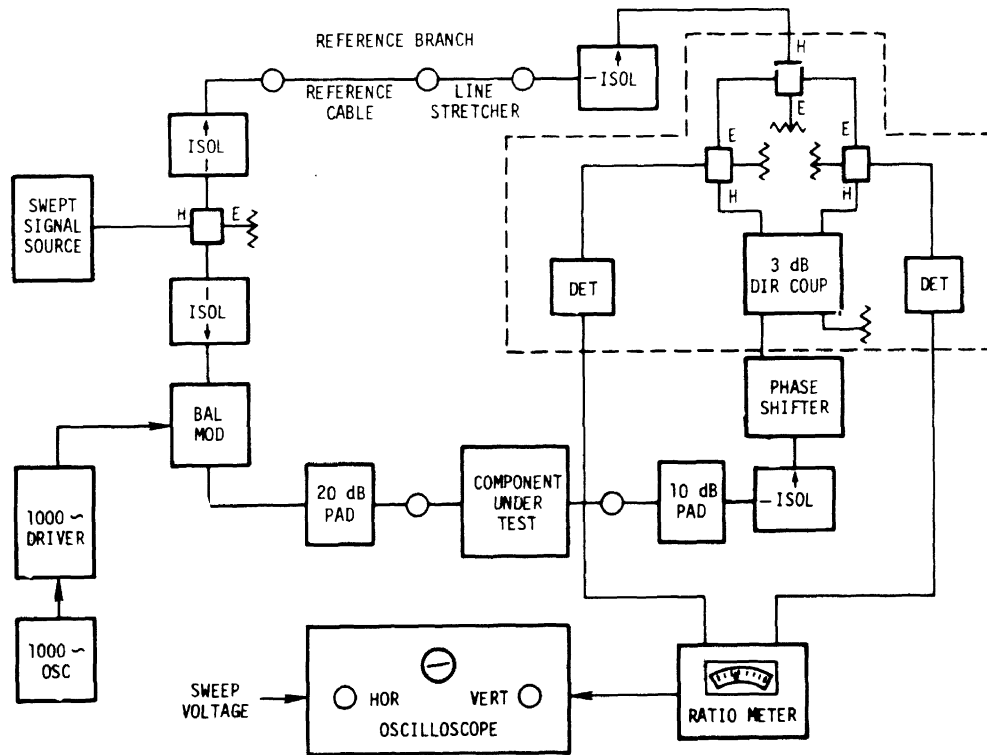 REFERENCE BRANCH
REFERENCE
CABLE
LINE
STRETCHER
–ISOL
H
E
E
E
H
H
ISOL
SWEPT
SIGNAL
SOURCE
H
E
ISOL
DET
3 dB
DIR COUP
DET
PHASE
SHIFTER
BAL
MOD
20 dB
PAD
COMPONENT
UNDER
TEST
10 dB
PAD
–ISOL
1000 ~
DRIVER
1000 ~
OSC
SWEEP
VOLTAGE
HOR
VERT
OSCILLOSCOPE
RATIO METER